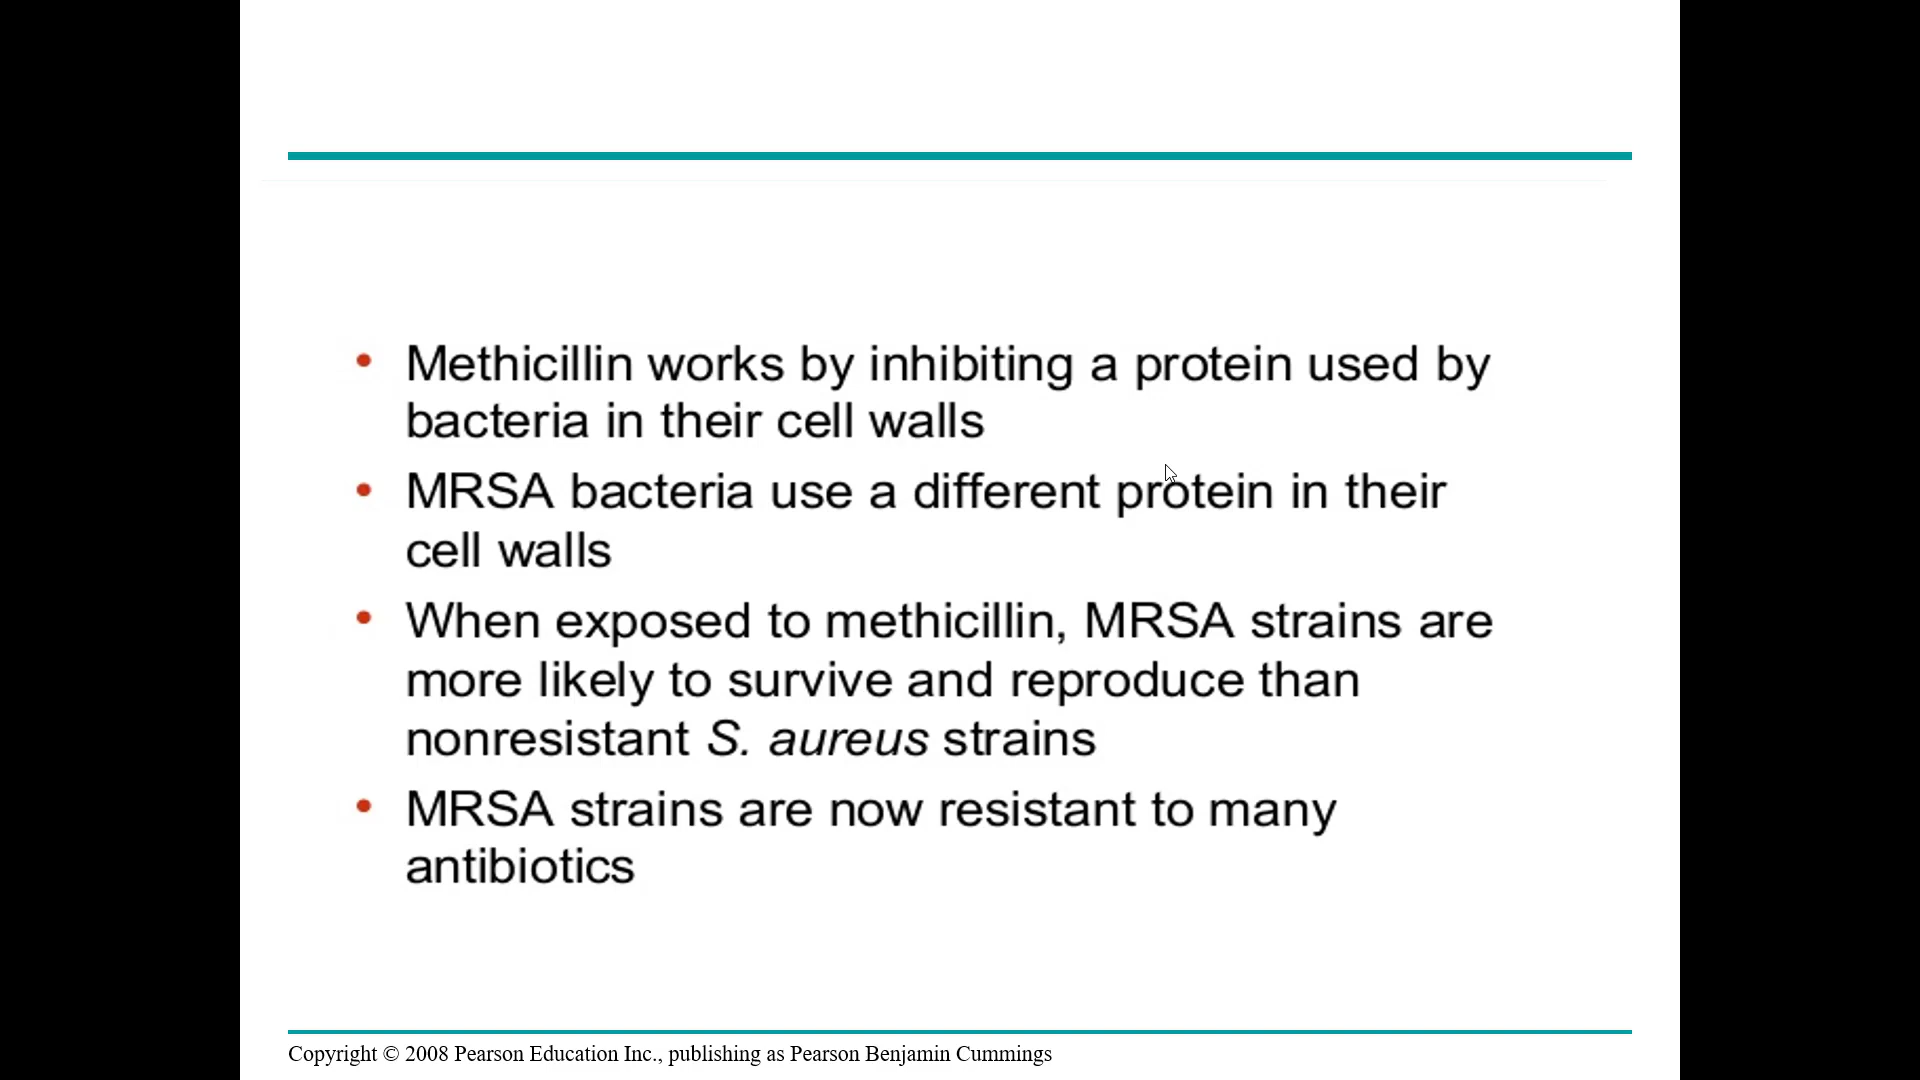 • Methicillin works by inhibiting a protein used by
bacteria in their cell walls
• MRSA bacteria use a different protein in their
cell walls
• When exposed to methicillin, MRSA strains are
more likely to survive and reproduce than
nonresistant S. aureus strains
• MRSA strains are now resistant to many
antibiotics
Copyright © 2008 Pearson Education Inc., publishing as Pearson Benjamin Cummings